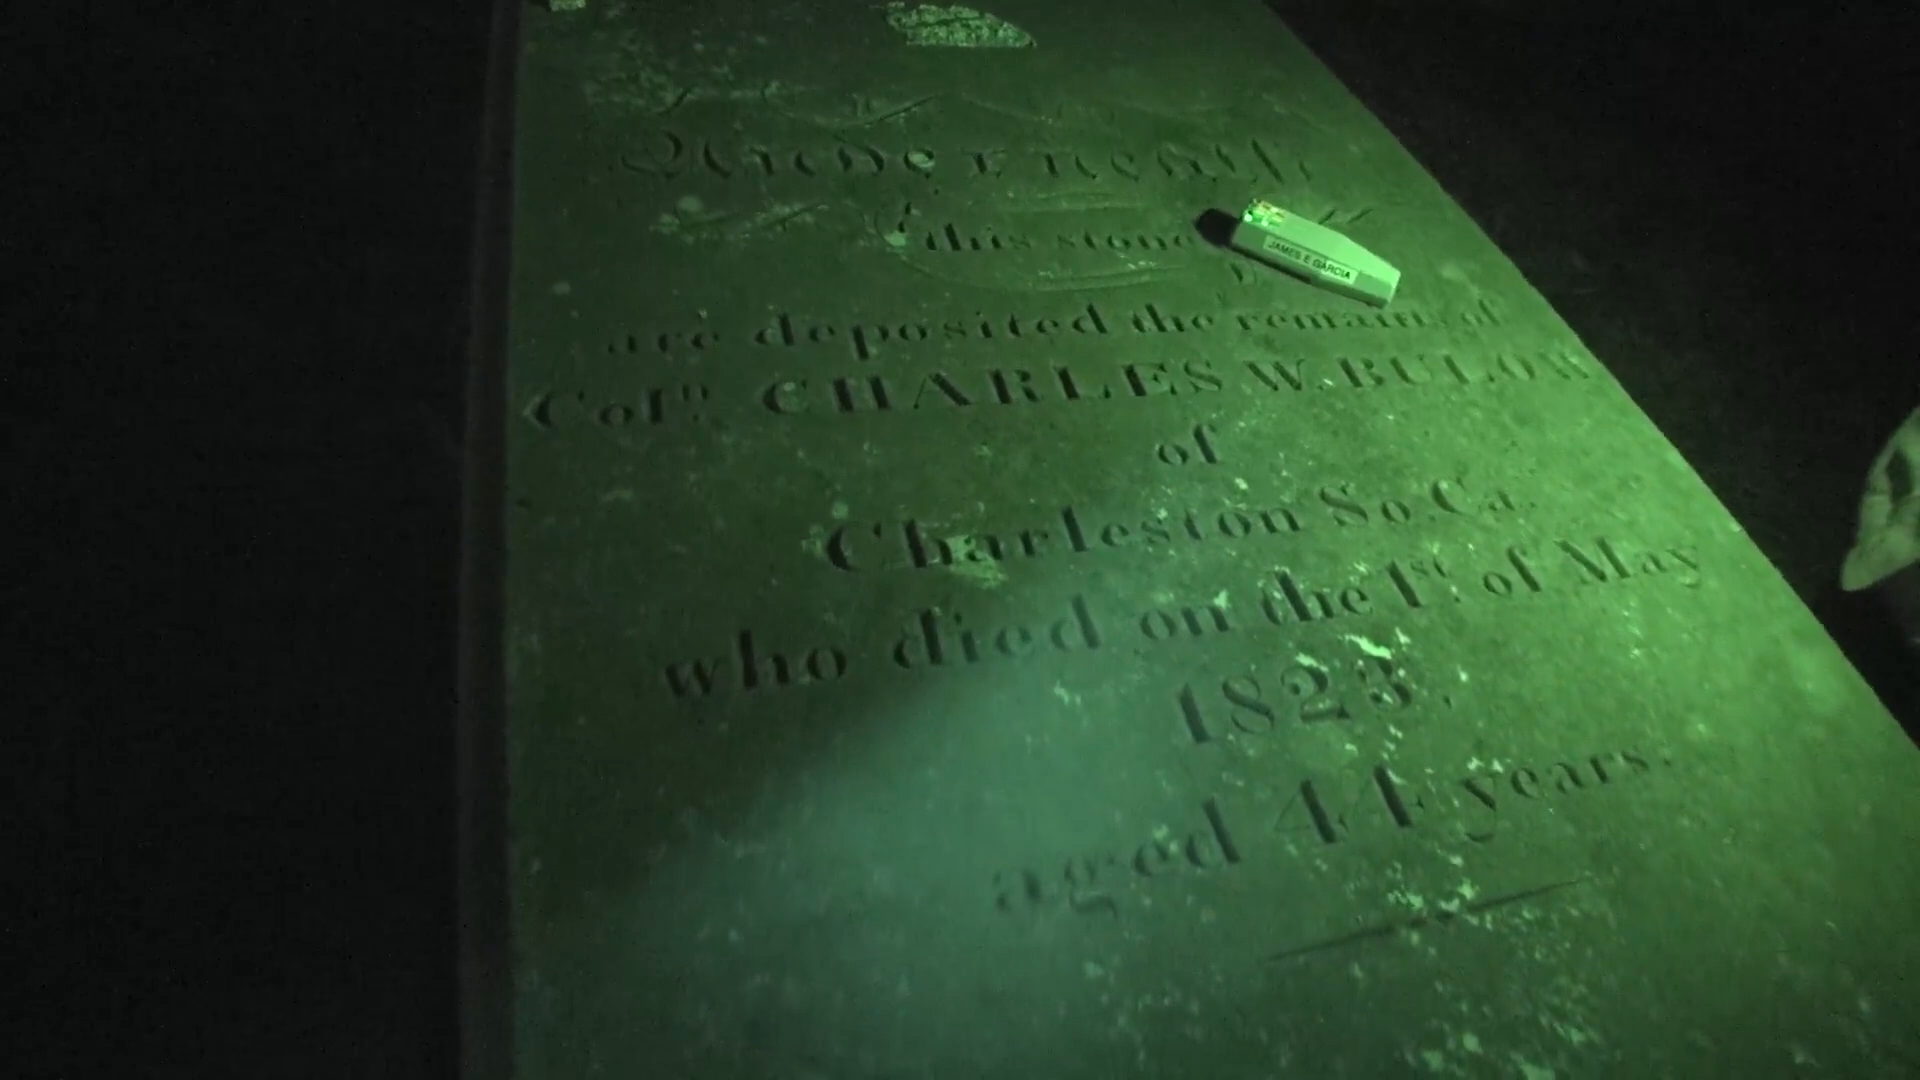 Underneath
this stone
JAMES E GARCIA
are deposited the remains of
Colⁿ. CHARLES W. BULOW
of
Charleston So. Ca.
who died on the 1st. of May
1823.
aged 44 years.